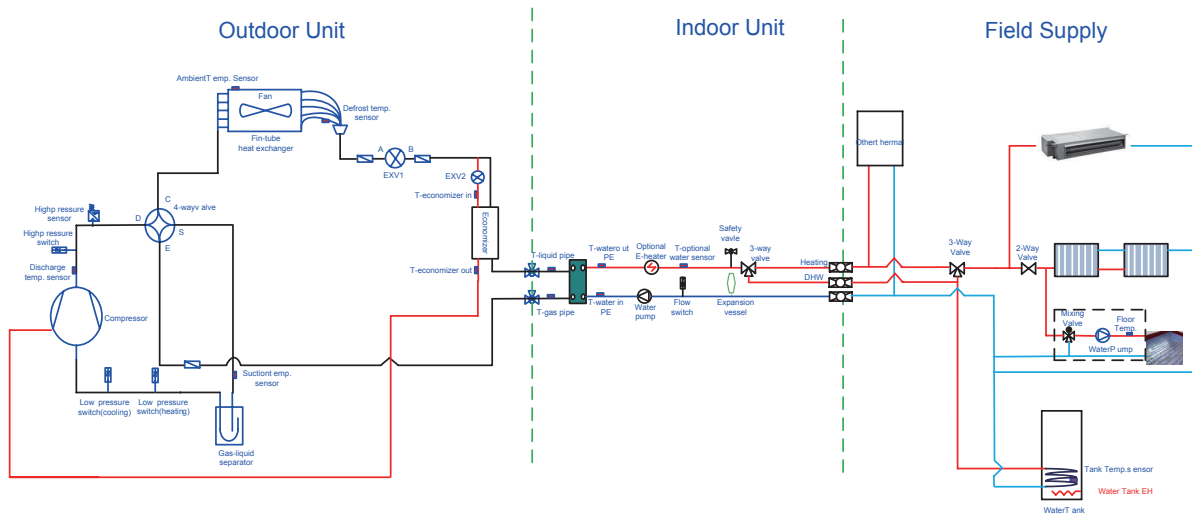 Outdoor Unit
Indoor Unit
Field Supply
AmbientT emp. Sensor
Fan
Fin-tube
heat exchanger
Defrost temp.
sensor
A
B
EXV1
EXV2
T-economizer in
Economizer
T-economizer out
C
4-wayv alve
D
S
E
Highp ressure
sensor
Highp ressure
switch
Discharge
temp. sensor
Compressor
Low pressure
switch(cooling)
Low pressure
switch(heating)
Suctiont emp.
sensor
Gas-liquid
separator
T-liquid pipe
T-gas pipe
T-watero ut
PE
Optional
E-heater
T-optional
water sensor
Safety
vavle
3-way
valve
Heating
DHW
T-water in
PE
Water
pump
Flow
switch
Expansion
vessel
Othert hermal
3-Way
Valve
2-Way
Valve
Mixing
Valve
Floor
Temp.
WaterP ump
Tank Temp.s ensor
Water Tank EH
WaterT ank